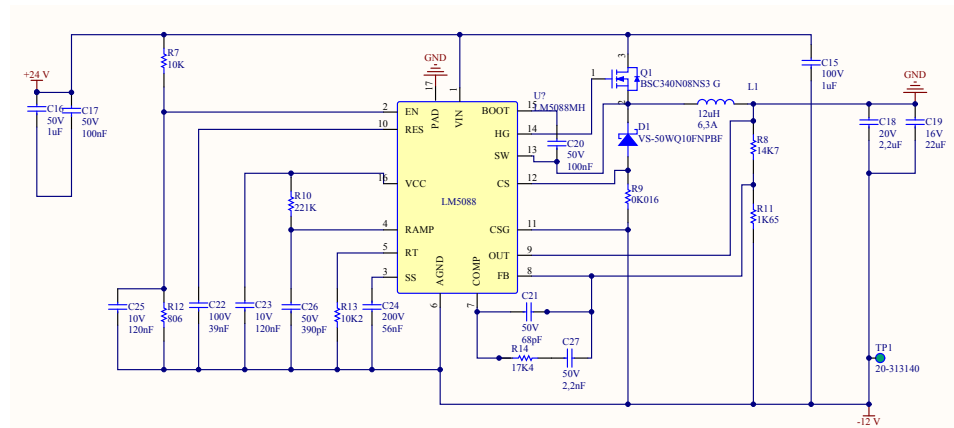 +24 V
C16
50V
1uF
C17
50V
100nF
R7
10K
GND
17
1
PAD
VIN
2
EN
10
RES
16
VCC
4
RAMP
5
RT
3
SS
LM5088
AGND
6
COMP
7
BOOT
15
HG
14
SW
13
CS
12
CSG
11
OUT
9
FB
8
U?
LM5088MH
C20
50V
100nF
1
3
2
Q1
BSC340N08NS3 G
D1
VS-50WQ10FNPBF
R9
0K016
L1
12uH
6,3A
C15
100V
1uF
GND
C18
20V
2,2uF
C19
16V
22uF
R8
14K7
R11
1K65
R10
221K
C25
10V
120nF
R12
806
C22
100V
39nF
C23
10V
120nF
C26
50V
390pF
R13
10K2
C24
200V
56nF
C21
50V
68pF
R14
17K4
C27
50V
2,2nF
TP1
20-313140
-12 V